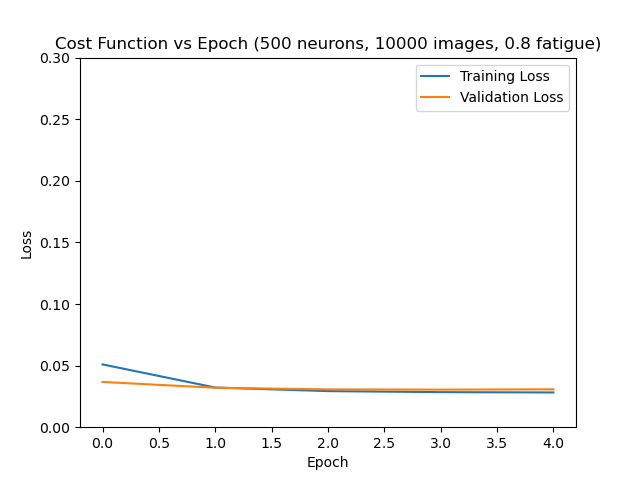 Cost Function vs Epoch (500 neurons, 10000 images, 0.8 fatigue)
Training Loss
Validation Loss
0.30
0.25
0.20
0.15
0.10
0.05
0.00
Loss
0.0 0.5 1.0 1.5 2.0 2.5 3.0 3.5 4.0
Epoch